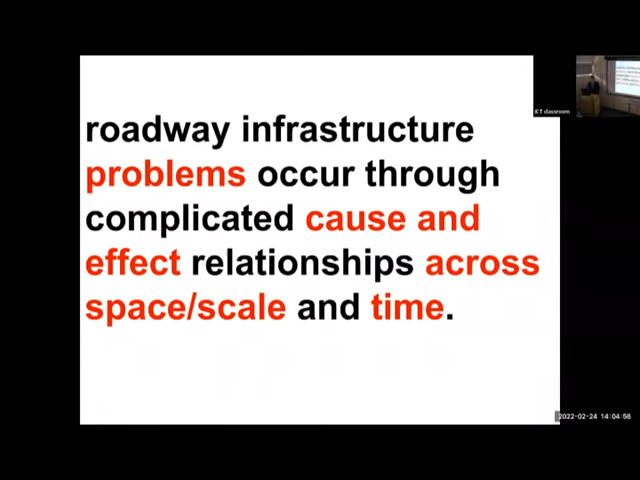 roadway infrastructure
problems occur through
complicated cause and
effect relationships across
space/scale and time.
ICT classroom
2022-02-24 14:04:56